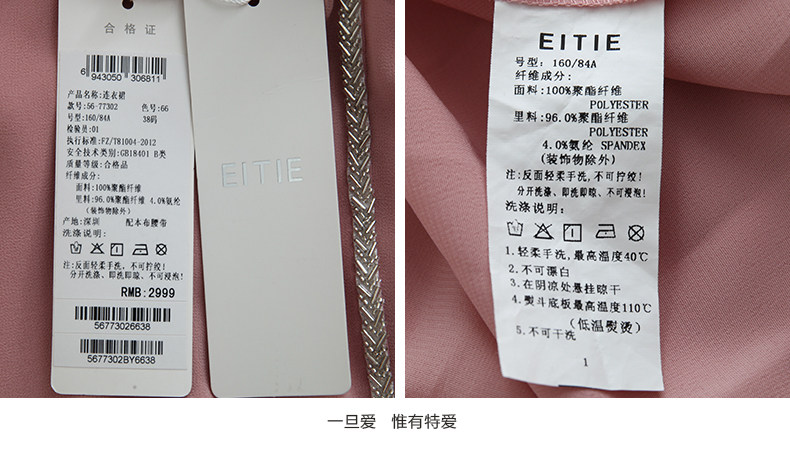 合格证
6 943050 306811
产品名称:连衣裙
款号:56-77302 色号:66
号型:160/84A 38码
检验员:01
执行标准:FZ/T81004-2012
安全技术类别:GB18401 B类
质量等级:合格品
纤维成分:
面料:100%聚酯纤维
里料:96.0%聚酯纤维 4.0%氨纶
(装饰物除外)
产地:深圳 配本布腰带
洗涤说明:
注:反面轻柔手洗,不可拧绞!
分开洗涤、即洗即晾、不可浸泡!
RMB:2999
56773026638
5677302BY6638
EITIE
EITIE
号型:160/84A
纤维成分:
面料:100%聚酯纤维
POLYESTER
里料:96.0%聚酯纤维
POLYESTER
4.0%氨纶 SPANDEX
(装饰物除外)
注:反面轻柔手洗,不可拧绞!
分开洗涤、即洗即晾、不可浸泡!
洗涤说明:
1.轻柔手洗,最高温度40℃
2.不可漂白
3.在阴凉处悬挂晾干
4.熨斗底板最高温度110℃
(低温熨烫)
5.不可干洗
1
一旦爱 惟有特爱